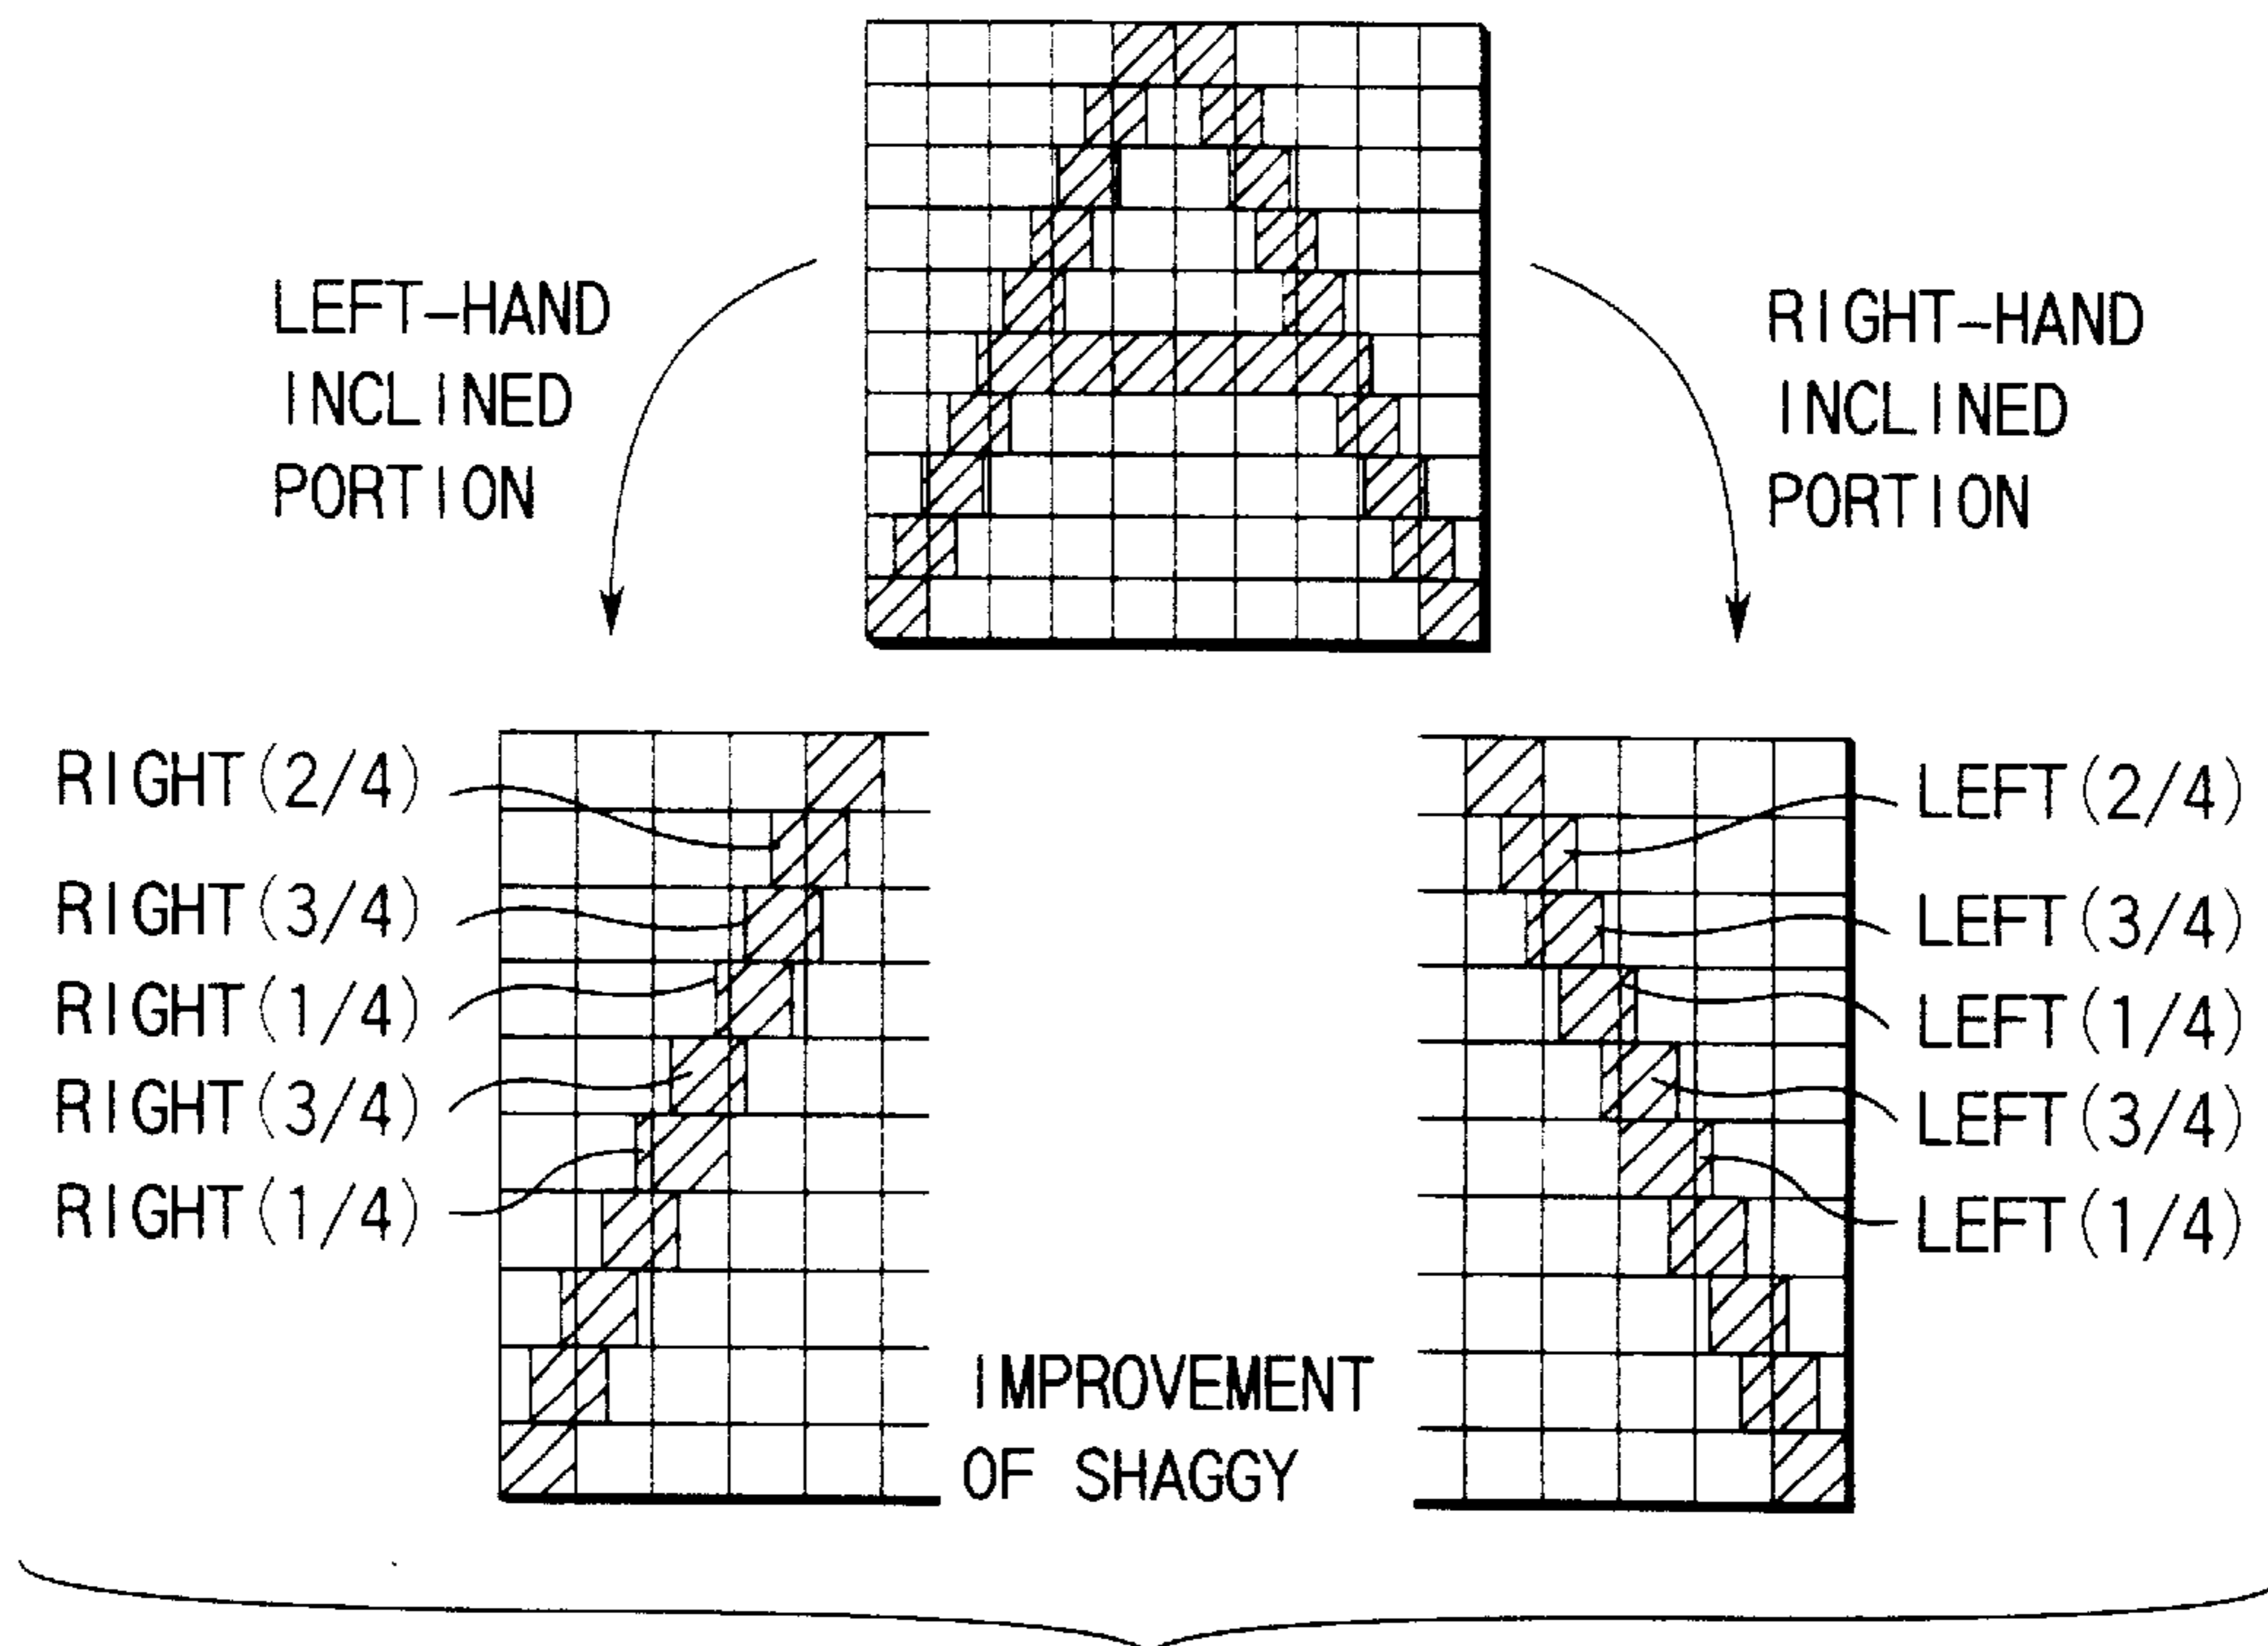 LEFT-HAND
INCLINED
PORTION
RIGHT-HAND
INCLINED
PORTION
RIGHT(2/4)
RIGHT(3/4)
RIGHT(1/4)
RIGHT(3/4)
RIGHT(1/4)
LEFT(2/4)
LEFT(3/4)
LEFT(1/4)
LEFT(3/4)
LEFT(1/4)
IMPROVEMENT
OF SHAGGY